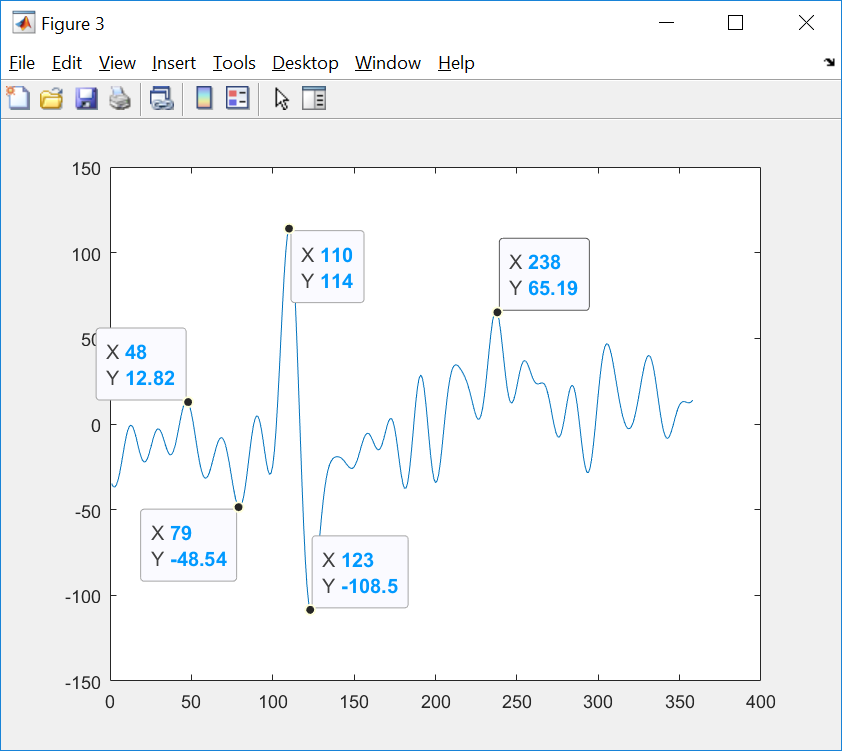 Figure 3
File Edit View Insert Tools Desktop Window Help
150
100
50
0
-50
-100
-150
X 110
Y 114
X 238
Y 65.19
X 48
Y 12.82
X 79
Y -48.54
X 123
Y -108.5
0 50 100 150 200 250 300 350 400